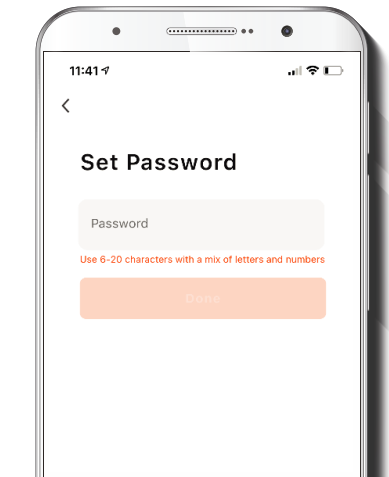 11:41
Set Password
Password
Use 6-20 characters with a mix of letters and numbers
Done